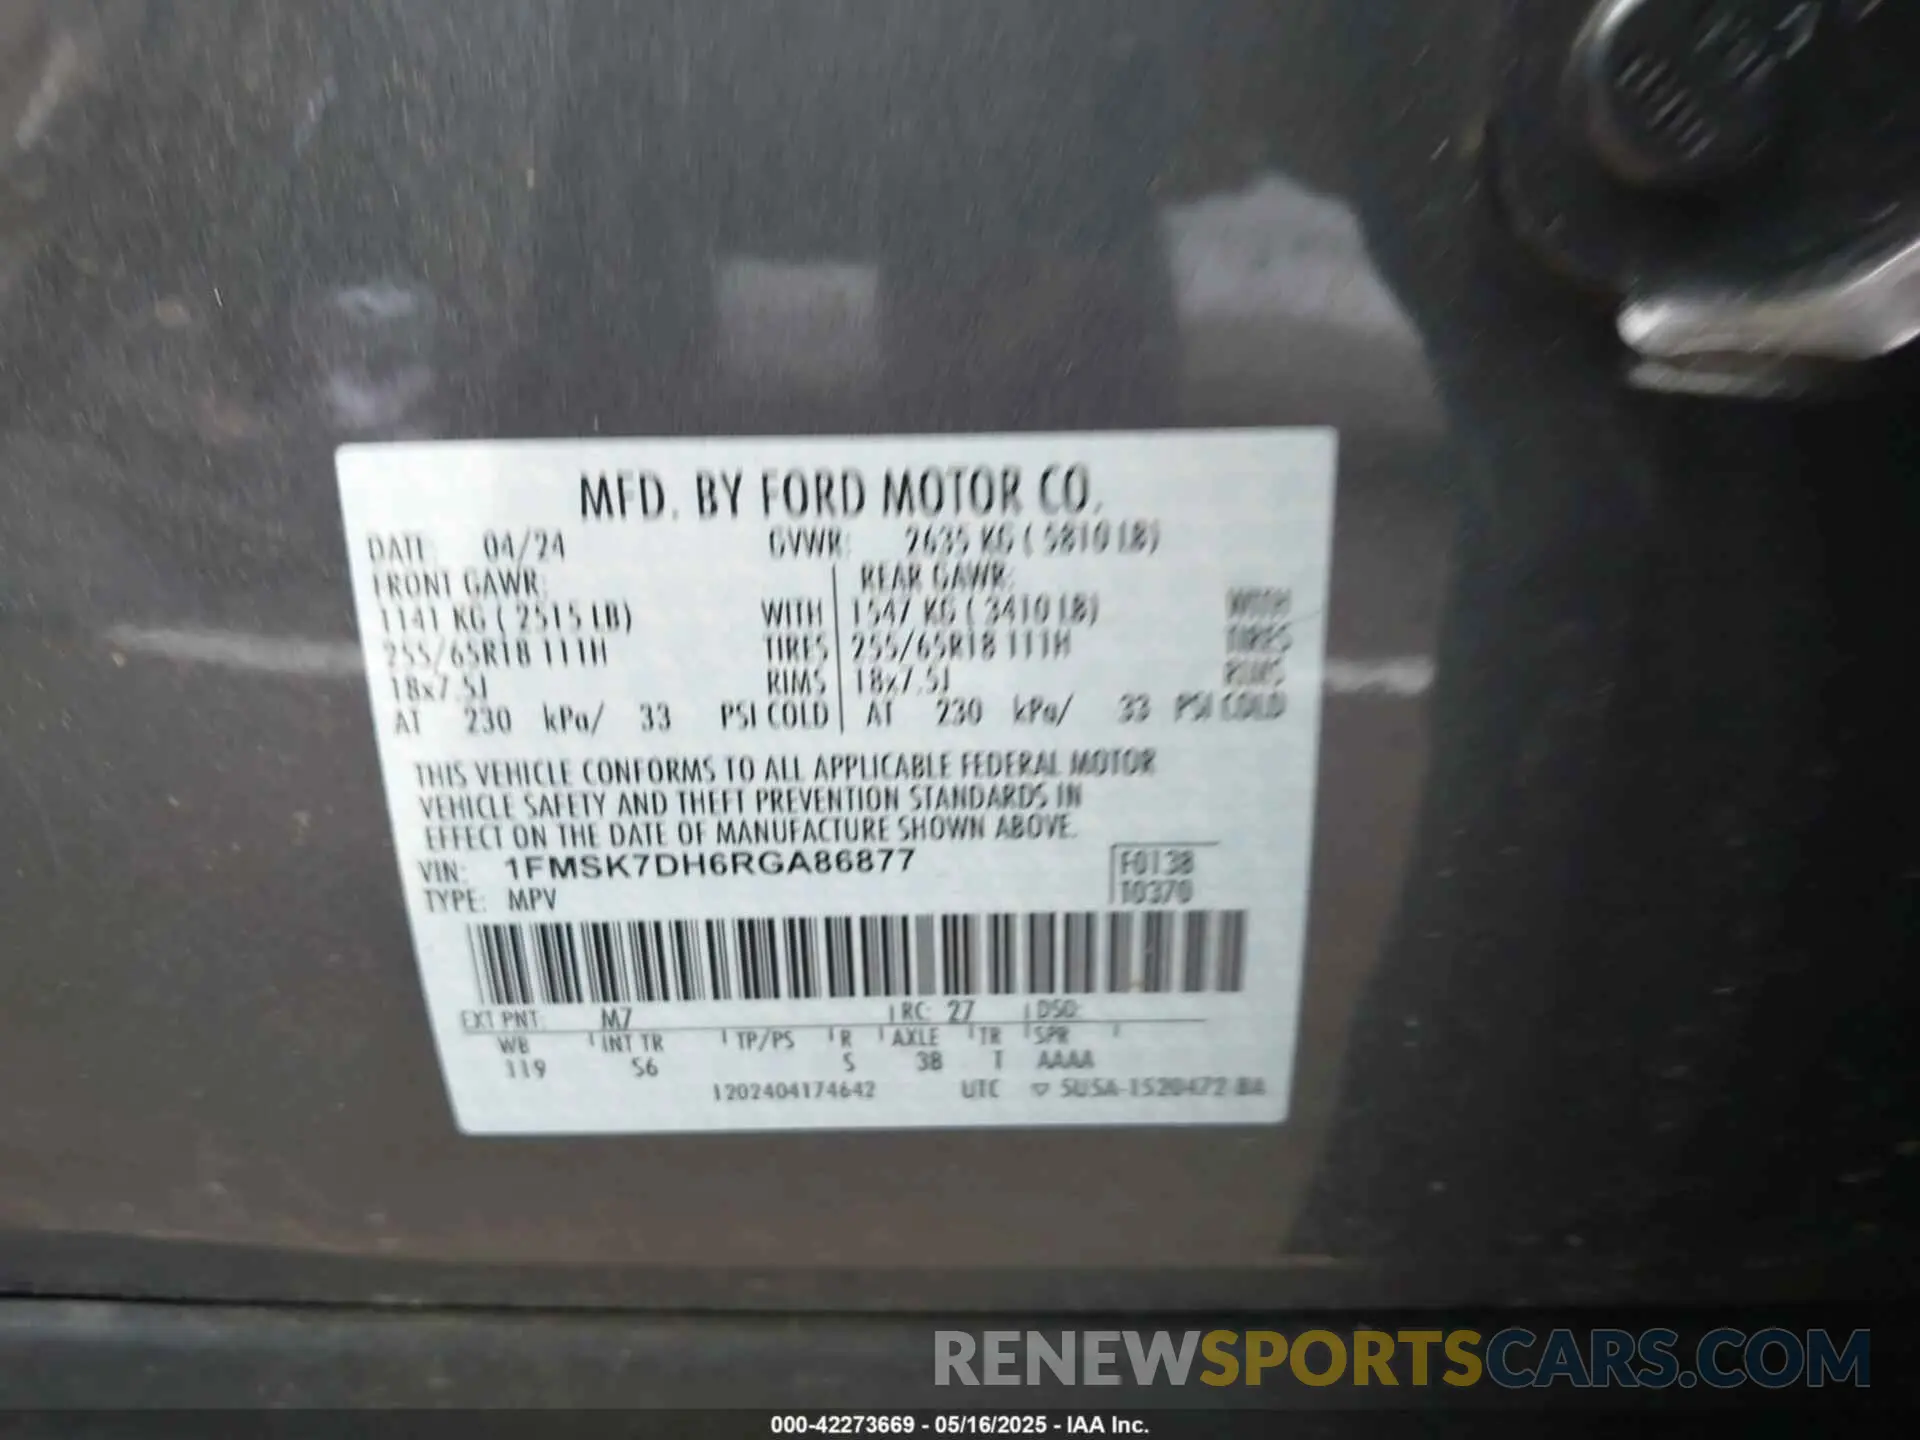 MFD. BY FORD MOTOR CO.
DATE: 04/24 GVWR: 2635 KG ( 5810 LB)
FRONT GAWR: REAR GAWR:
1141 KG ( 2515 LB) WITH 1547 KG ( 3410 LB) WITH
255/65R18 111H TIRES 255/65R18 111H TIRES
18x7.5J RIMS 18x7.5J RIMS
AT 230 kPa/ 33 PSI COLD AT 230 kPa/ 33 PSI COLD
THIS VEHICLE CONFORMS TO ALL APPLICABLE FEDERAL MOTOR
VEHICLE SAFETY AND THEFT PREVENTION STANDARDS IN
EFFECT ON THE DATE OF MANUFACTURE SHOWN ABOVE.
VIN: 1FMSK7DH6RGA86877 F0138
TYPE: MPV T0370
EXT PNT: M7 RC: 27 DSO:
WB INT TR TP/PS R AXLE TR SPR
119 S6 S 3B T AAAA
1202404174642 UTC ▽ 5USA-1520472-BA
RENEWSPORTSCARS.COM
000-42273669 - 05/16/2025 - IAA Inc.